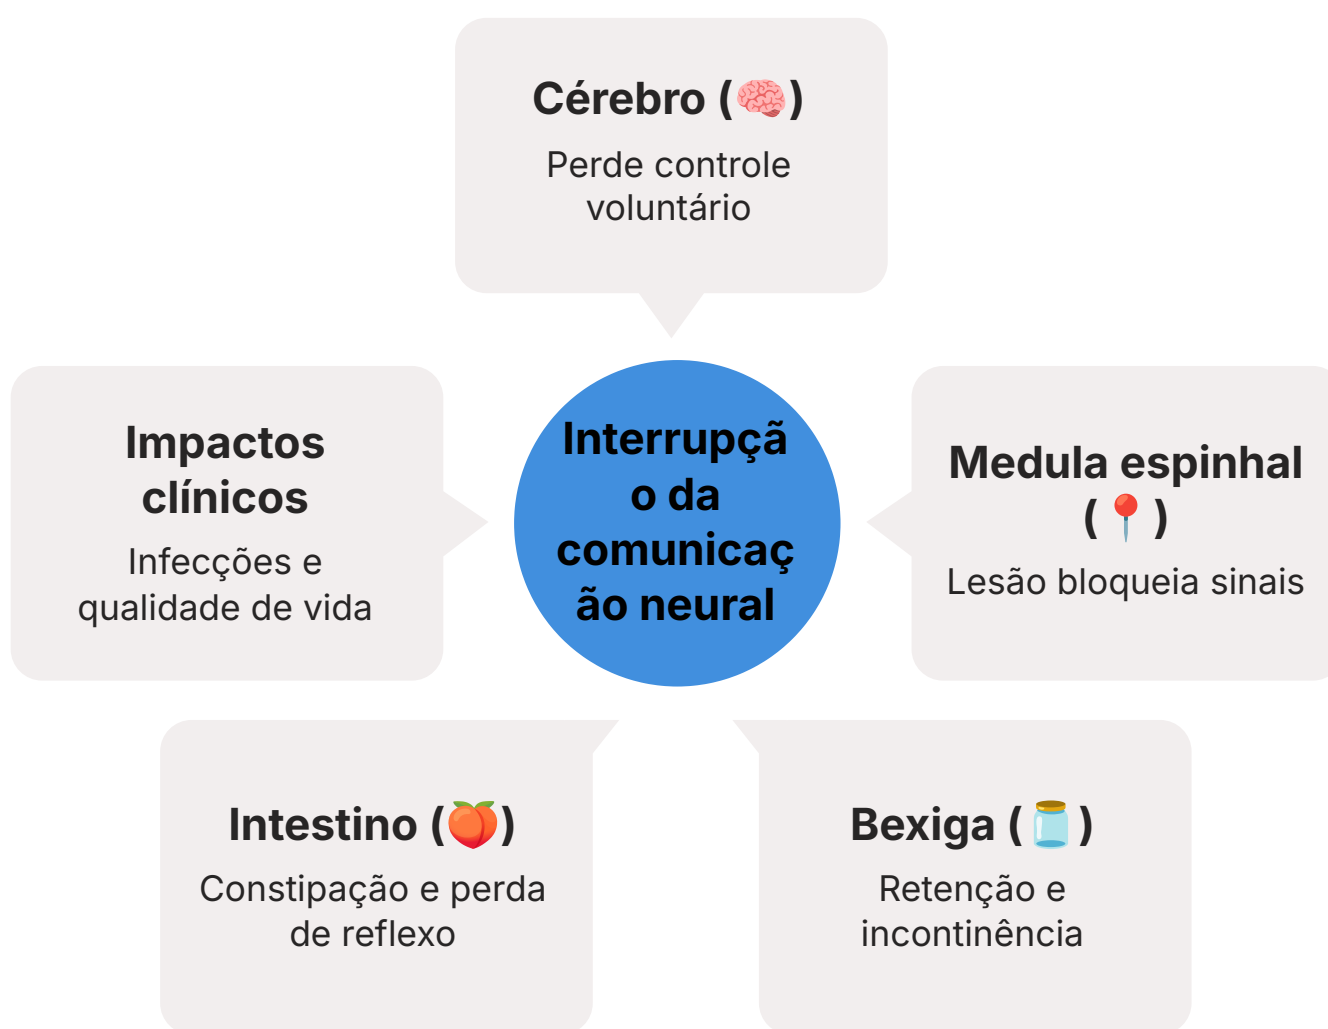 Cérebro (🧠)
Perde controle
voluntário
Impactos
clínicos
Infecções e
qualidade de vida
Interrupçã
o da
comunicaç
ão neural
Medula espinhal
(📍)
Lesão bloqueia sinais
Intestino (🍑)
Constipação e perda
de reflexo
Bexiga (🫙)
Retenção e
incontinência